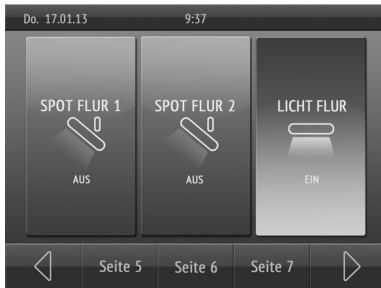 Do. 17.01.13
9:37
SPOT FLUR 1
SPOT FLUR 2
LICHT FLUR
AUS
AUS
EIN
Seite 5
Seite 6
Seite 7